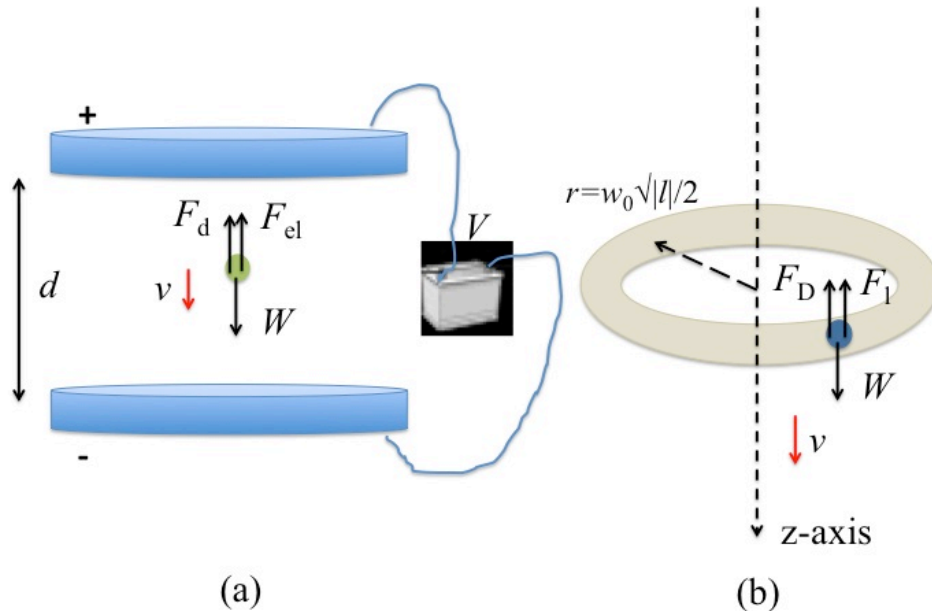 +
F_d F_el
V
d
v
W
-
(a)
r=w_0√|l|/2
F_D F_l
W
v
z-axis
(b)